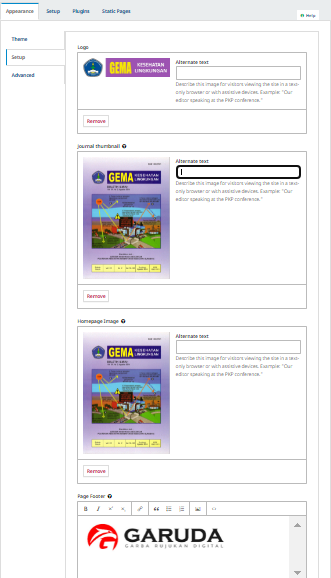 Appearance
Setup
Plugins
Static Pages
Help
Theme
Setup
Advanced
Logo
GEMA KESEHATAN LINGKUNGAN
Alternate text
Describe this image for visitors viewing the site in a text-
only browser or with assistive devices. Example: "Our
editor speaking at the PKP conference."
Remove
Journal thumbnail
GEMA KESEHATAN LINGKUNGAN
Alternate text
Describe this image for visitors viewing the site in a text-
only browser or with assistive devices. Example: "Our
editor speaking at the PKP conference."
Remove
Homepage Image
GEMA KESEHATAN LINGKUNGAN
Alternate text
Describe this image for visitors viewing the site in a text-
only browser or with assistive devices. Example: "Our
editor speaking at the PKP conference."
Remove
Page Footer
B I
GARUDA
GARBA RUJUKAN DIGITAL